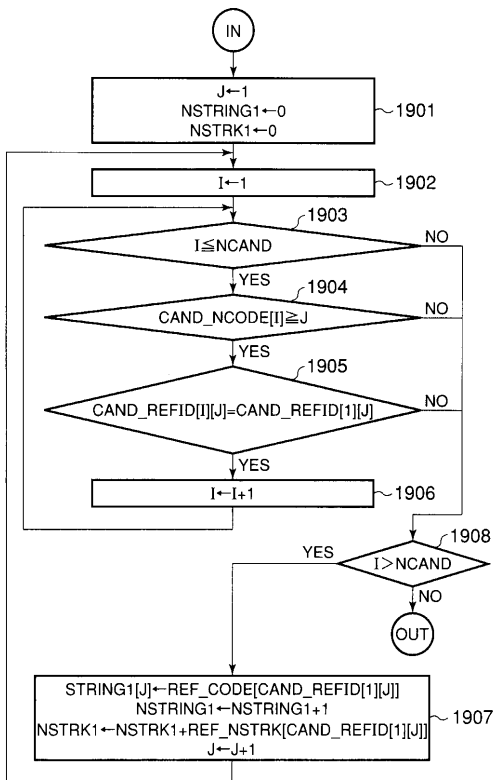 IN
J←1
NSTRING1←0
NSTRK1←0
1901
I←1
1902
1903
I≦NCAND
NO
YES
1904
CAND_NCODE[I]≧J
NO
YES
1905
CAND_REFID[I][J]=CAND_REFID[1][J]
NO
YES
I←I+1
1906
1908
YES
I>NCAND
NO
OUT
STRING1[J]←REF_CODE[CAND_REFID[1][J]]
NSTRING1←NSTRING1+1
NSTRK1←NSTRK1+REF_NSTRK[CAND_REFID[1][J]]
J←J+1
1907